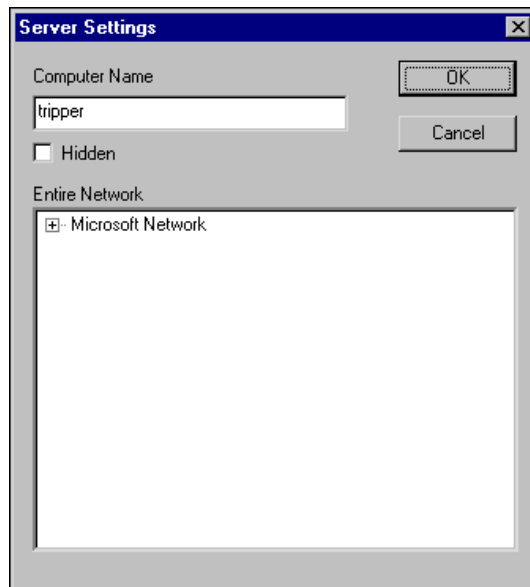 Server Settings
Computer Name
OK
tripper
Cancel
Hidden
Entire Network
Microsoft Network